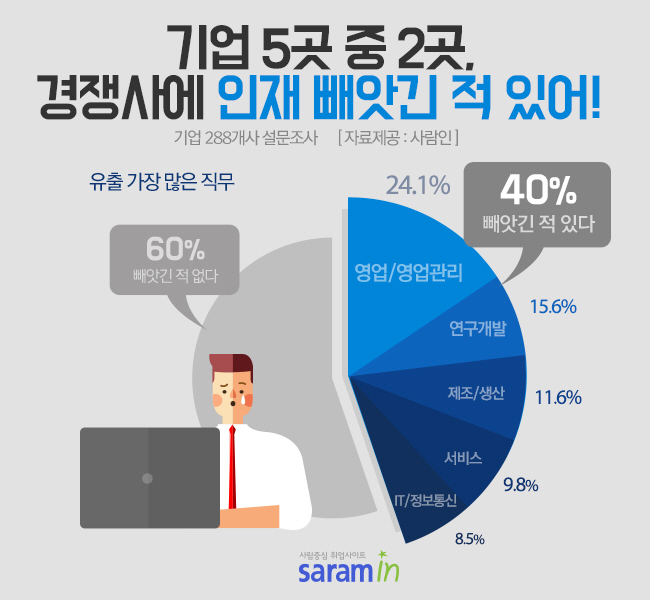 기업 5곳 중 2곳,
경쟁사에 인재 빼앗긴 적 있어!
기업 288개사 설문조사 [ 자료제공 : 사람인 ]
유출 가장 많은 직무
24.1%
40%
빼앗긴 적 있다
60%
빼앗긴 적 없다
영업/영업관리
15.6%
연구개발
제조/생산
11.6%
서비스
9.8%
IT/정보통신
8.5%
사람중심 취업사이트
saramin